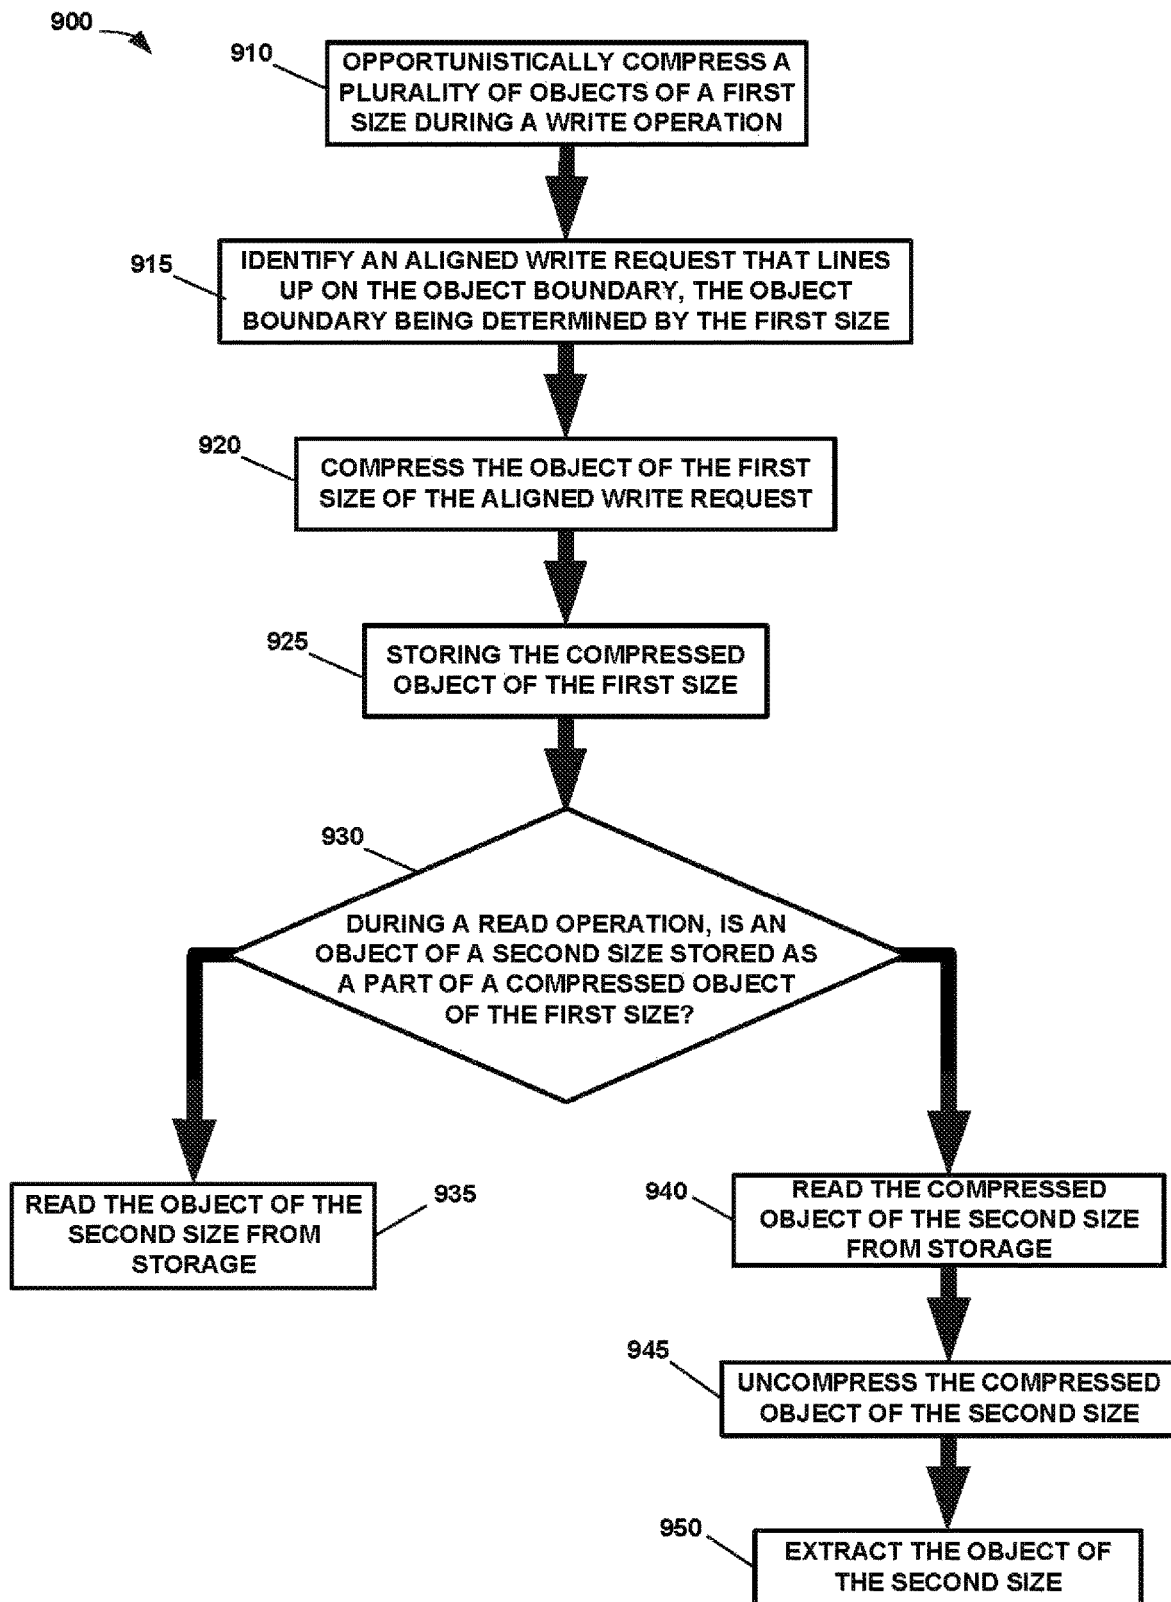 900
910
OPPORTUNISTICALLY COMPRESS A
PLURALITY OF OBJECTS OF A FIRST
SIZE DURING A WRITE OPERATION
915
IDENTIFY AN ALIGNED WRITE REQUEST THAT LINES
UP ON THE OBJECT BOUNDARY, THE OBJECT
BOUNDARY BEING DETERMINED BY THE FIRST SIZE
920
COMPRESS THE OBJECT OF THE FIRST
SIZE OF THE ALIGNED WRITE REQUEST
925
STORING THE COMPRESSED
OBJECT OF THE FIRST SIZE
930
DURING A READ OPERATION, IS AN
OBJECT OF A SECOND SIZE STORED AS
A PART OF A COMPRESSED OBJECT
OF THE FIRST SIZE?
READ THE OBJECT OF THE
SECOND SIZE FROM
STORAGE
935
940
READ THE COMPRESSED
OBJECT OF THE SECOND SIZE
FROM STORAGE
945
UNCOMPRESS THE COMPRESSED
OBJECT OF THE SECOND SIZE
950
EXTRACT THE OBJECT OF
THE SECOND SIZE